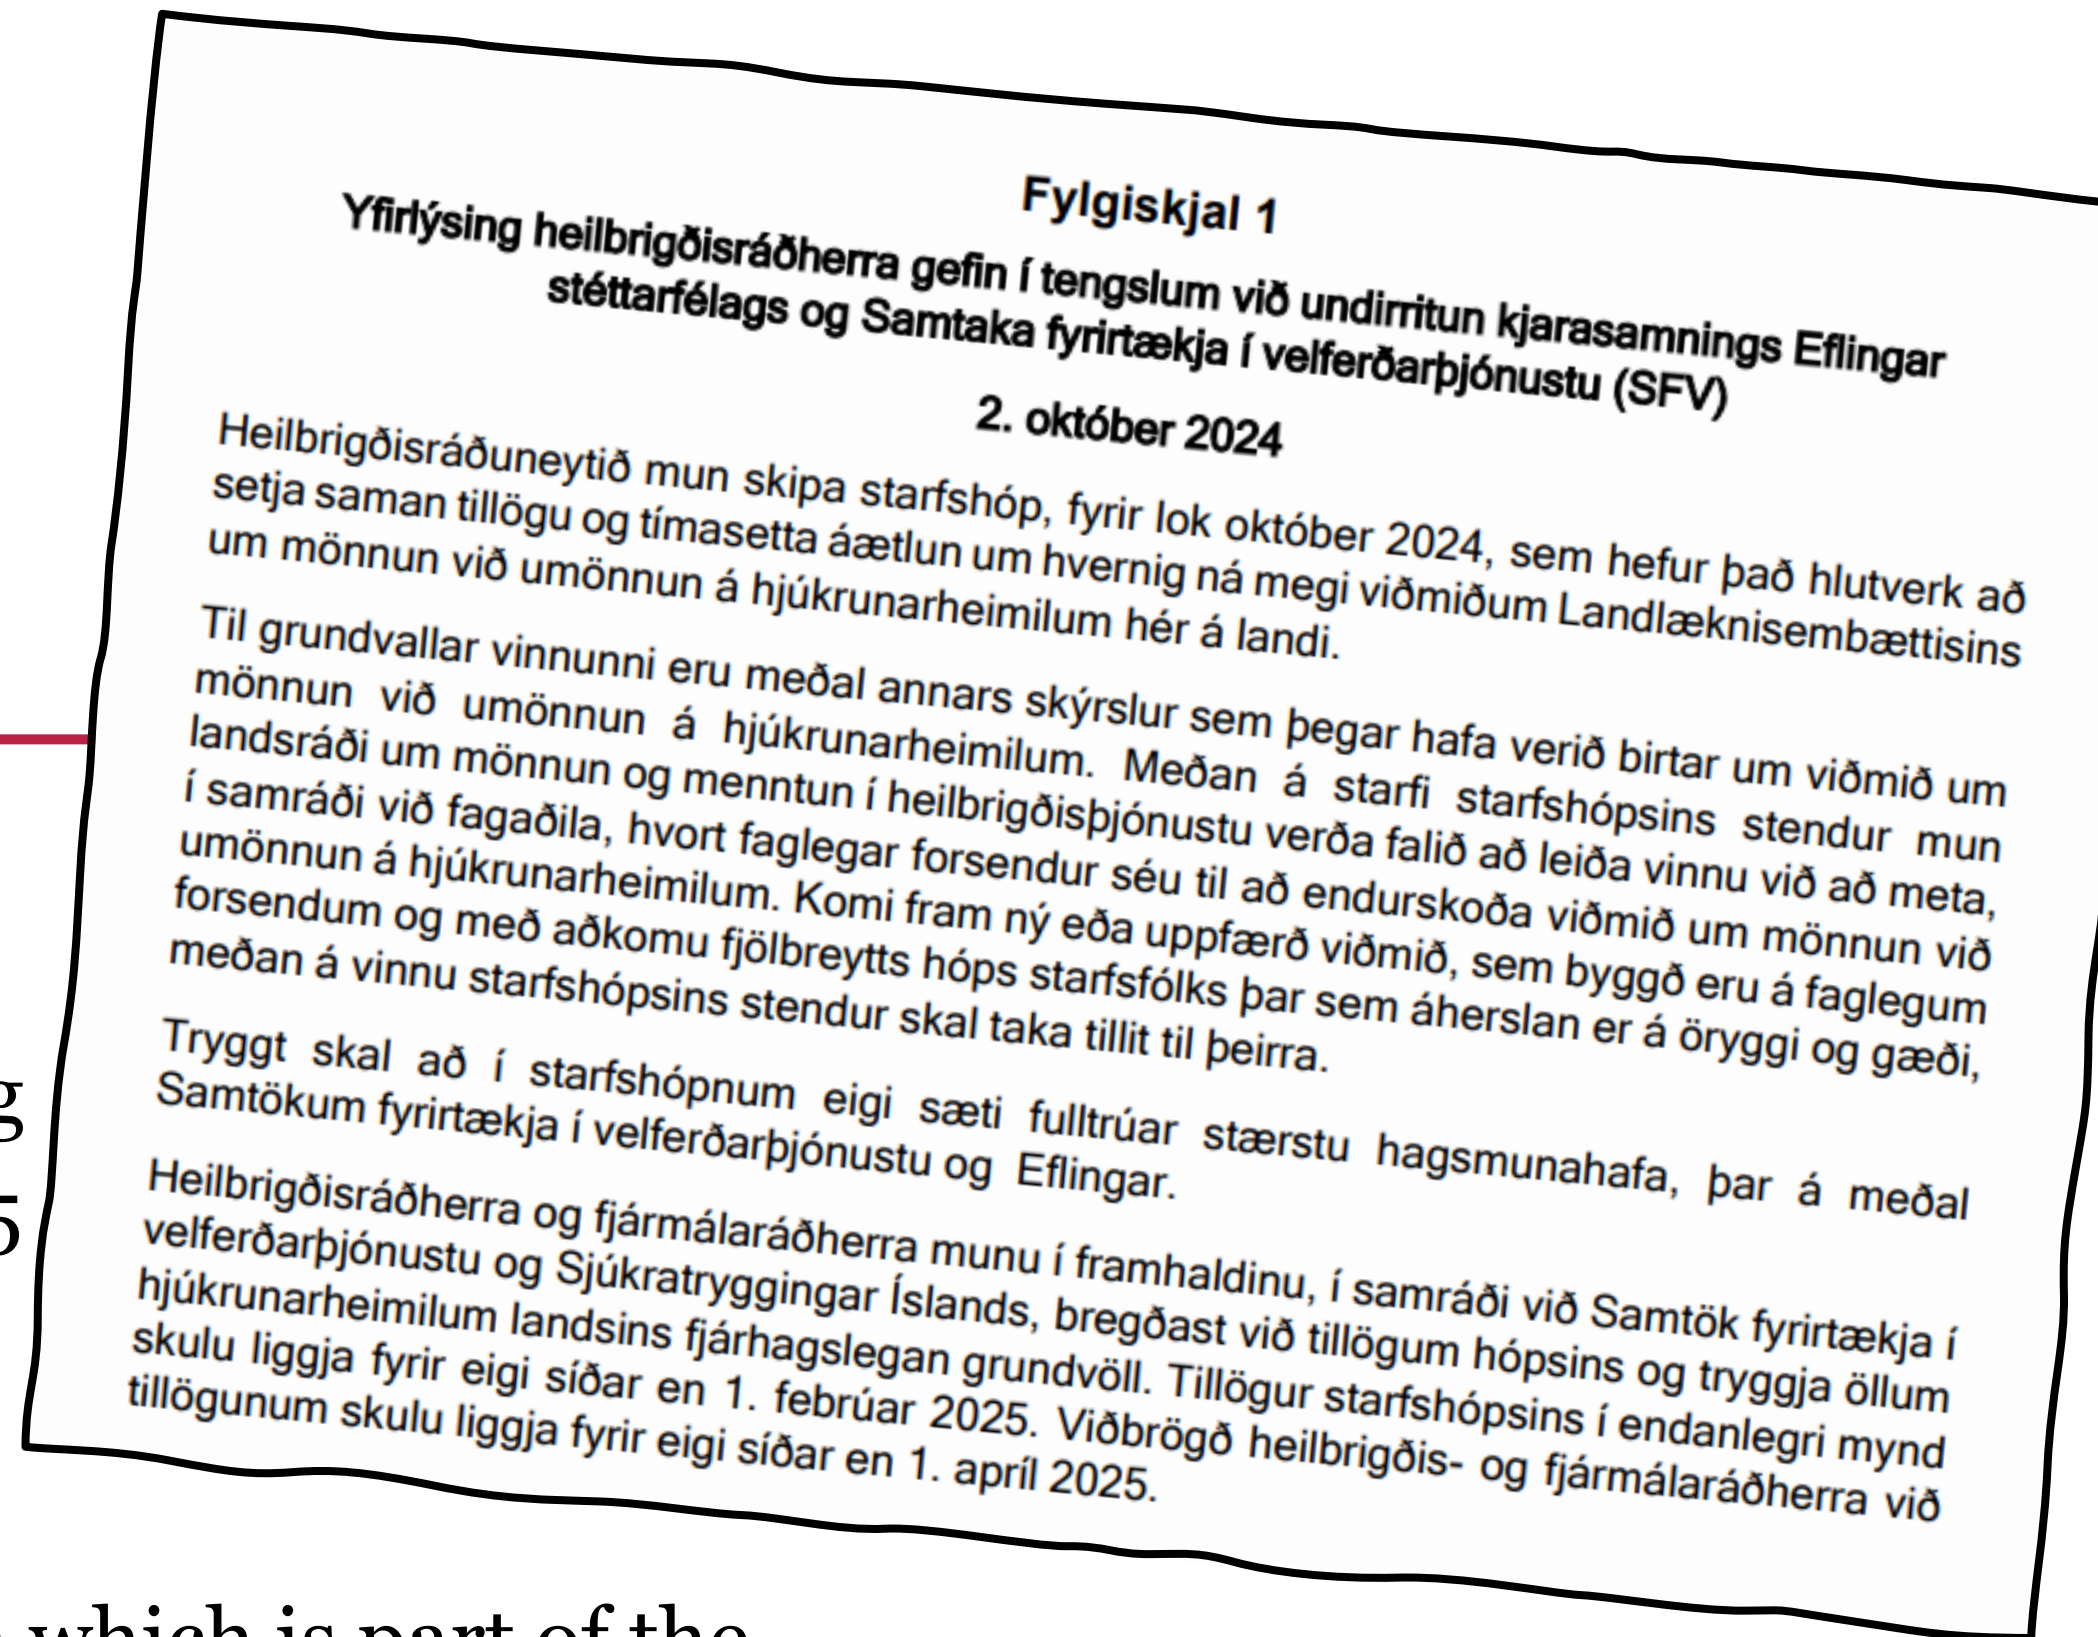 Fylgiskjal 1
Yfirlýsing heilbrigðisráðherra gefin í tengslum við undirritun kjarasamnings Eflingar
stéttarfélags og Samtaka fyrirtækja í velferðarþjónustu (SFV)
2. október 2024
Heilbrigðisráðuneytið mun skipa starfshóp, fyrir lok október 2024, sem hefur það hlutverk að
setja saman tillögu og tímasetta áætlun um hvernig ná megi viðmiðum Landlæknisembættisins
um mönnun við umönnun á hjúkrunarheimilum hér á landi.
Til grundvallar vinnunni eru meðal annars skýrslur sem þegar hafa verið birtar um viðmið um
mönnun við umönnun á hjúkrunarheimilum. Meðan á starfi starfshópsins stendur mun
landsráði um mönnun og menntun í heilbrigðisþjónustu verða falið að leiða vinnu við að meta,
í samráði við fagaðila, hvort faglegar forsendur séu til að endurskoða viðmið um mönnun við
umönnun á hjúkrunarheimilum. Komi fram ný eða uppfærð viðmið, sem byggð eru á faglegum
forsendum og með aðkomu fjölbreytts hóps starfsfólks þar sem áherslan er á öryggi og gæði,
meðan á vinnu starfshópsins stendur skal taka tillit til þeirra.
Tryggt skal að í starfshópnum eigi sæti fulltrúar stærstu hagsmunahafa, þar á meðal
Samtökum fyrirtækja í velferðarþjónustu og Eflingar.
Heilbrigðisráðherra og fjármálaráðherra munu í framhaldinu, í samráði við Samtök fyrirtækja í
velferðarþjónustu og Sjúkratryggingar Íslands, bregðast við tillögum hópsins og tryggja öllum
hjúkrunarheimilum landsins fjárhagslegan grundvöll. Tillögur starfshópsins í endanlegri mynd
skulu liggja fyrir eigi síðar en 1. febrúar 2025. Viðbrögð heilbrigðis- og fjármálaráðherra við
tillögunum skulu liggja fyrir eigi síðar en 1. apríl 2025.
g
5
which is part of the